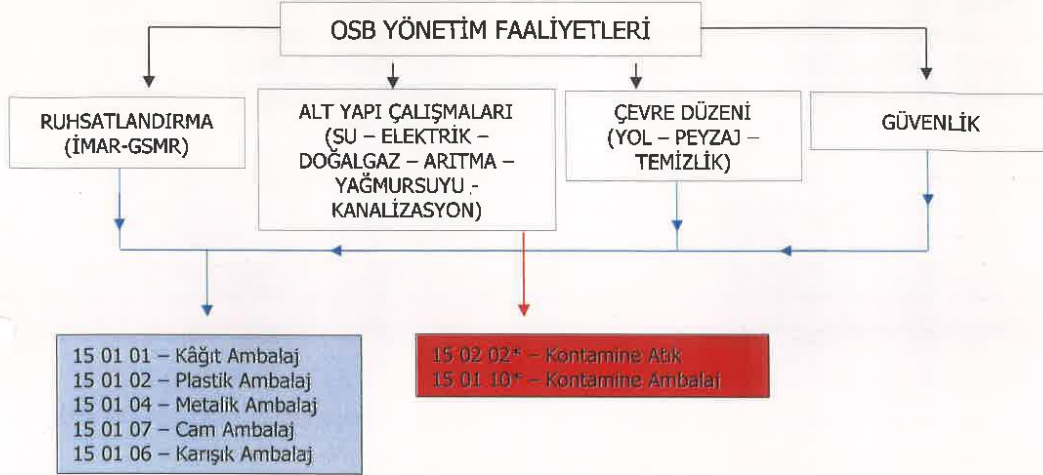 OSB YÖNETİM FAALİYETLERİ
RUHSATLANDIRMA
(İMAR-GSMR)
ALT YAPI ÇALIŞMALARI
(SU – ELEKTRİK –
DOĞALGAZ – ARITMA –
YAĞMURSUYU -
KANALİZASYON)
ÇEVRE DÜZENİ
(YOL – PEYZAJ –
TEMİZLİK)
GÜVENLİK
15 01 01 – Kâğıt Ambalaj
15 01 02 – Plastik Ambalaj
15 01 04 – Metalik Ambalaj
15 01 07 – Cam Ambalaj
15 01 06 – Karışık Ambalaj
15 02 02* – Kontamine Atık
15 01 10* – Kontamine Ambalaj